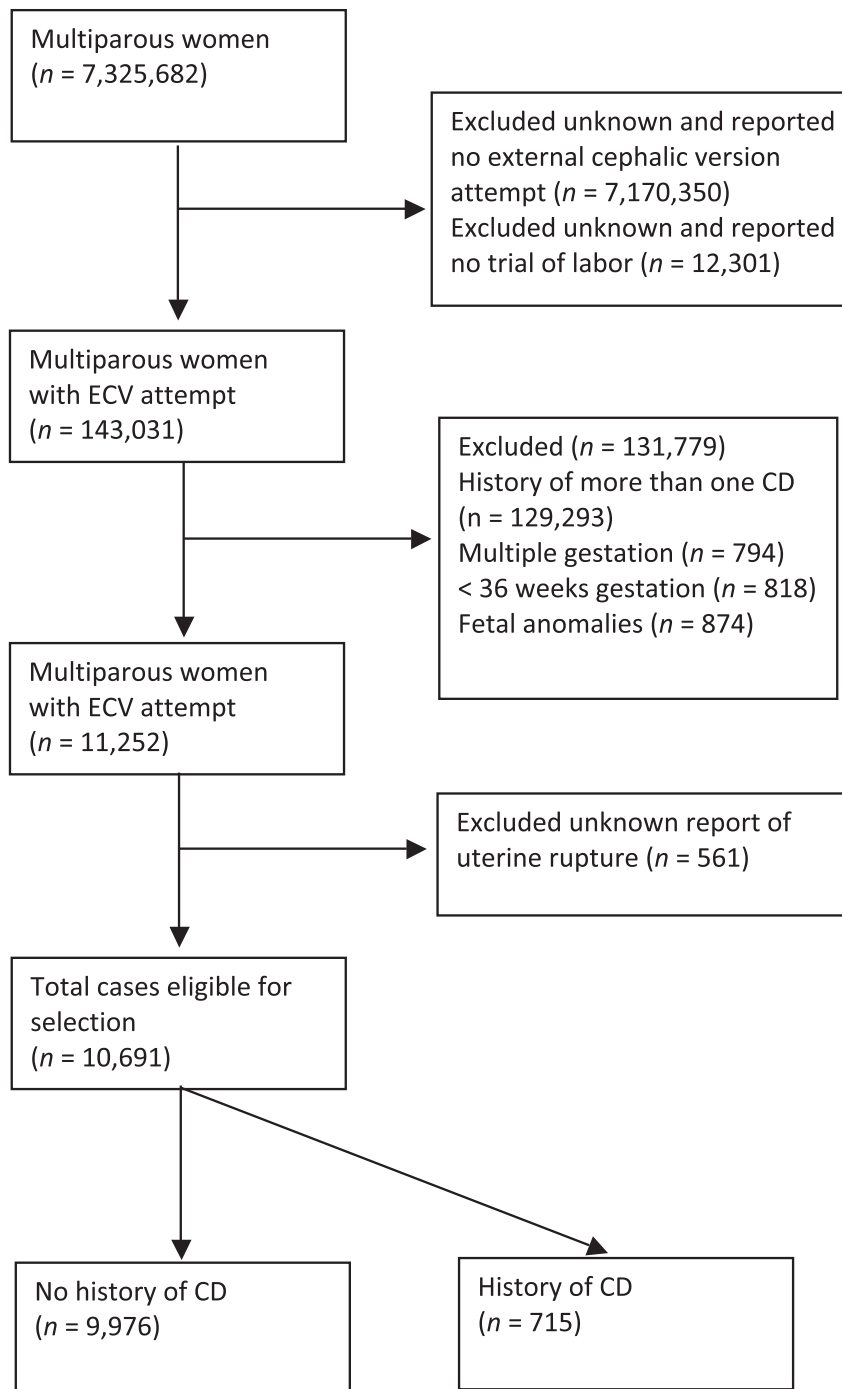 Multiparous women
(n = 7,325,682)
Excluded unknown and reported
no external cephalic version
attempt (n = 7,170,350)
Excluded unknown and reported
no trial of labor (n = 12,301)
Multiparous women
with ECV attempt
(n = 143,031)
Excluded (n = 131,779)
History of more than one CD
(n = 129,293)
Multiple gestation (n = 794)
< 36 weeks gestation (n = 818)
Fetal anomalies (n = 874)
Multiparous women
with ECV attempt
(n = 11,252)
Excluded unknown report of
uterine rupture (n = 561)
Total cases eligible for
selection
(n = 10,691)
No history of CD
(n = 9,976)
History of CD
(n = 715)